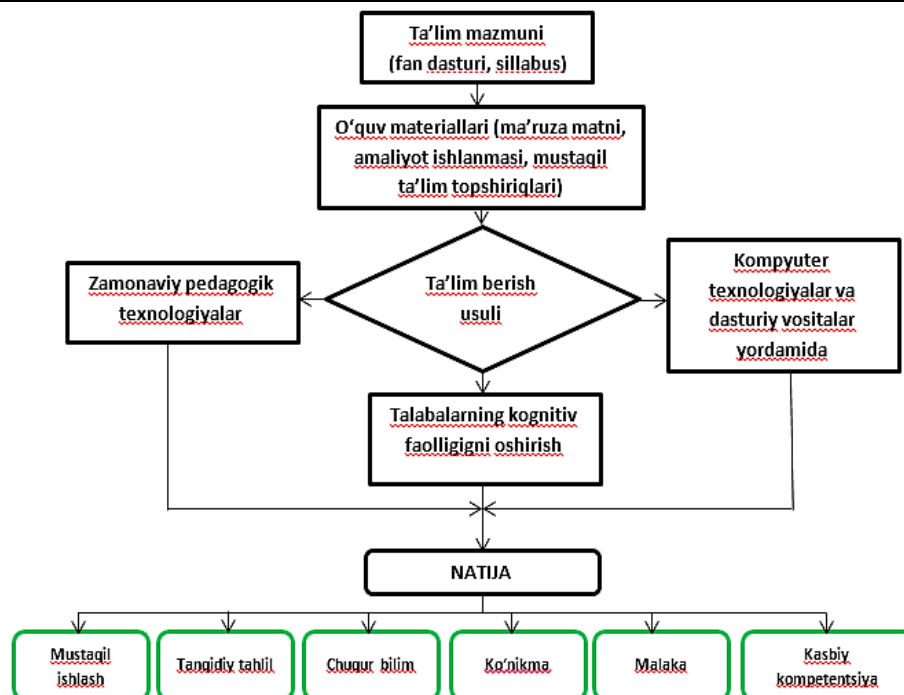 Ta’lim mazmuni
(fan dasturi, sillabus)
O‘quv materiallari (ma’ruza matni,
amaliyot ishlanmasi, mustaqil
ta’lim topshiriqlari)
Zamonaviy pedagogik
texnologiyalar
Ta’lim berish
usuli
Kompyuter
texnologiyalar va
dasturiy vositalar
yordamida
Talabalarning kognitiv
faolligigni oshirish
NATIJA
Mustaqil
ishlash
Tanqidiy tahlil
Chuqur bilim
Ko‘nikma
Malaka
Kasbiy
kompetentsiya